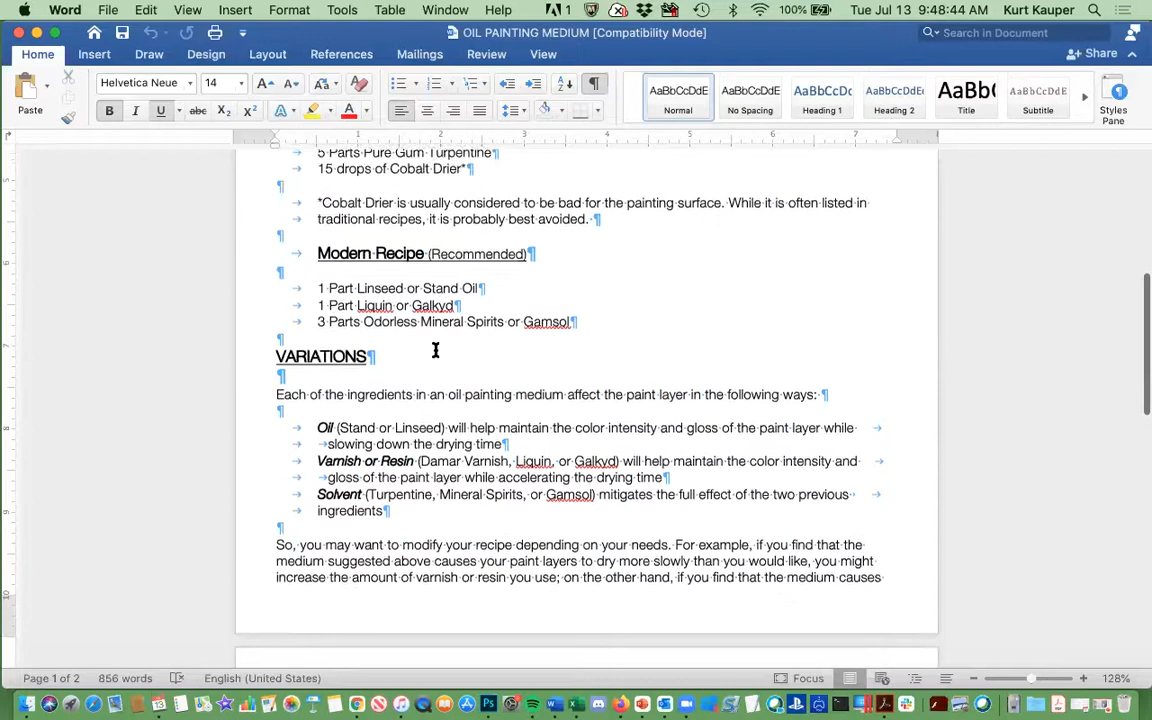 Word File Edit View Insert Format Tools Table Window Help 1 100% Tue Jul 13 9:48:44 AM Kurt Kauper
OIL PAINTING MEDIUM [Compatibility Mode] Search in Document
Home Insert Draw Design Layout References Mailings Review View Share
Paste Helvetica Neue 14 AaBbCcDdE AaBbCcDdE AaBbCcDc AaBbCcDdE AaBbC AaBbCcDdE
Normal No Spacing Heading 1 Heading 2 Title Subtitle Styles Pane
5 Parts Pure Gum Turpentine
15 drops of Cobalt Drier*
*Cobalt Drier is usually considered to be bad for the painting surface. While it is often listed in
traditional recipes, it is probably best avoided.
Modern Recipe (Recommended)
1 Part Linseed or Stand Oil
1 Part Liquin or Galkyd
3 Parts Odorless Mineral Spirits or Gamsol
VARIATIONS
Each of the ingredients in an oil painting medium affect the paint layer in the following ways:
Oil (Stand or Linseed) will help maintain the color intensity and gloss of the paint layer while
slowing down the drying time
Varnish or Resin (Damar Varnish, Liquin, or Galkyd) will help maintain the color intensity and
gloss of the paint layer while accelerating the drying time
Solvent (Turpentine, Mineral Spirits, or Gamsol) mitigates the full effect of the two previous
ingredients
So, you may want to modify your recipe depending on your needs. For example, if you find that the
medium suggested above causes your paint layers to dry more slowly than you would like, you might
increase the amount of varnish or resin you use; on the other hand, if you find that the medium causes
Page 1 of 2 856 words English (United States) Focus 128%